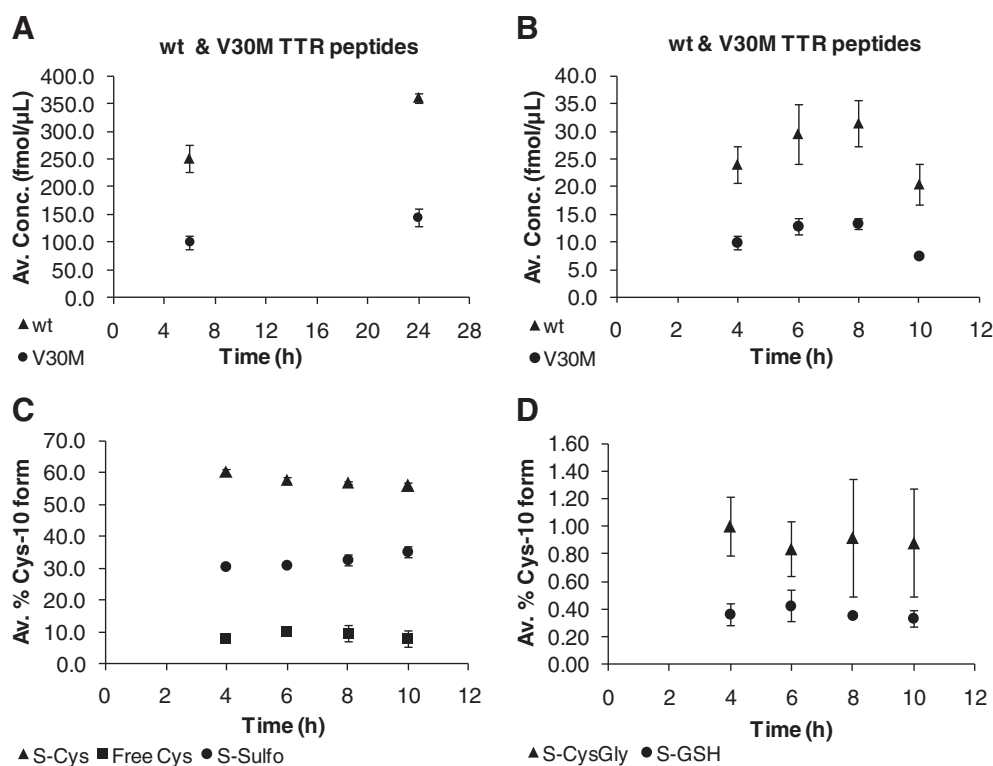 A
wt & V30M TTR peptides
Av. Conc. (fmol/µL)
400.0
350.0
300.0
250.0
200.0
150.0
100.0
50.0
0.0
0 4 8 12 16 20 24 28
Time (h)
▲ wt
● V30M
B
wt & V30M TTR peptides
Av. Conc. (fmol/µL)
40.0
35.0
30.0
25.0
20.0
15.0
10.0
5.0
0.0
0 2 4 6 8 10 12
Time (h)
▲ wt
● V30M
C
Av. % Cys-10 form
70.0
60.0
50.0
40.0
30.0
20.0
10.0
0.0
0 2 4 6 8 10 12
Time (h)
▲ S-Cys ■ Free Cys ● S-Sulfo
D
Av. % Cys-10 form
1.60
1.40
1.20
1.00
0.80
0.60
0.40
0.20
0.00
0 2 4 6 8 10 12
Time (h)
▲ S-CysGly ● S-GSH